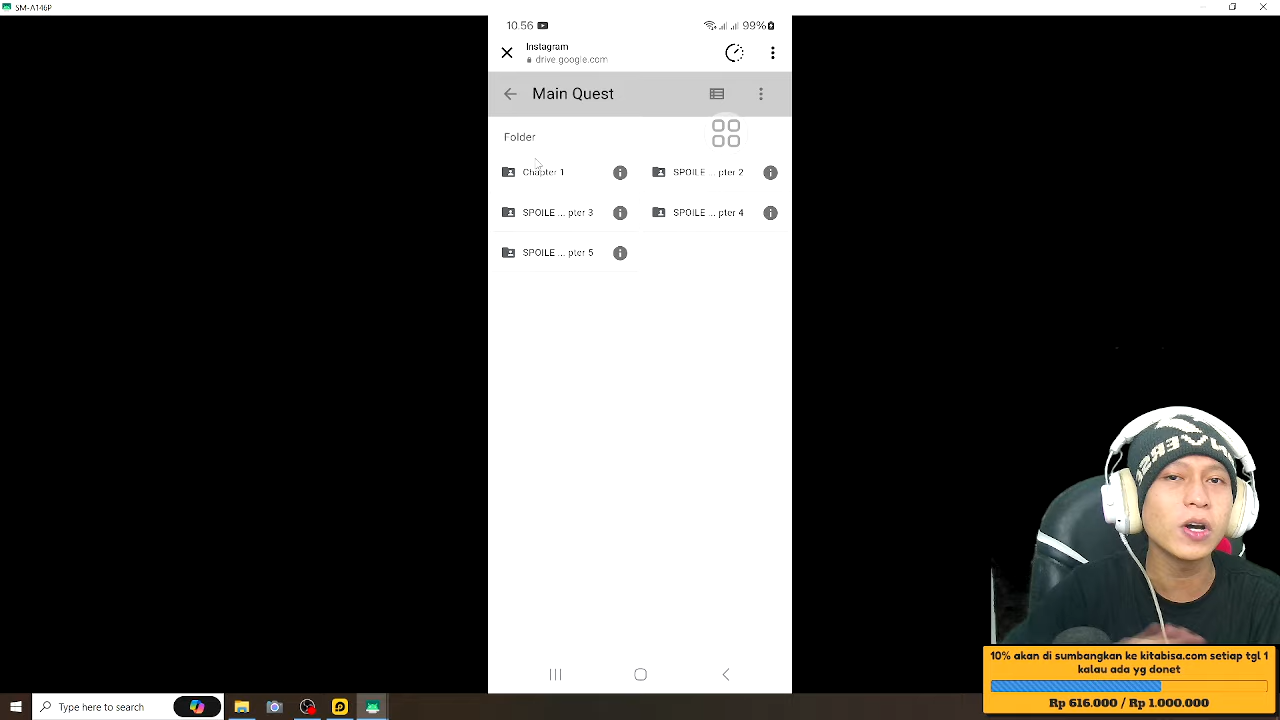 SM-A146P
10.56
99%
Instagram
drive.google.com
Main Quest
Folder
Chapter 1
SPOILE ... pter 2
SPOILE ... pter 3
SPOILE ... pter 4
SPOILE ... pter 5
10% akan di sumbangkan ke kitabisa.com setiap tgl 1
kalau ada yg donet
Rp 616.000 / Rp 1.000.000
Type here to search